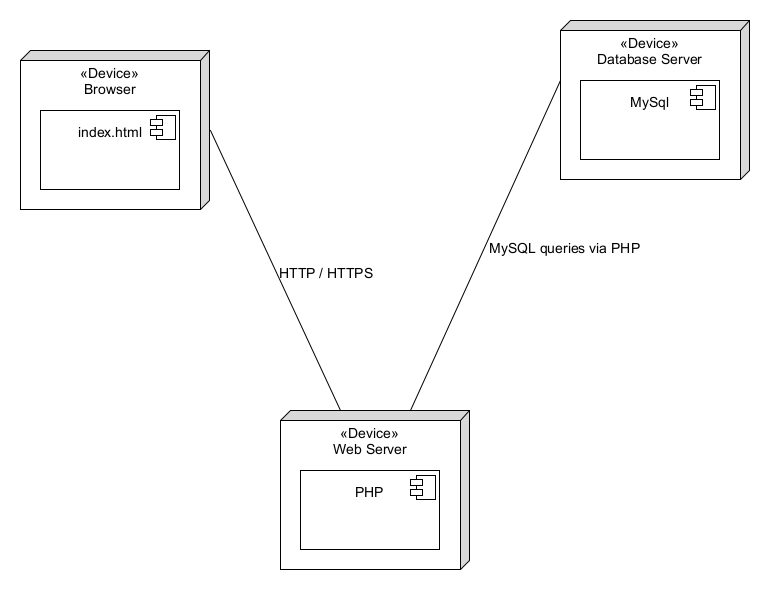 «Device»
Browser
index.html
«Device»
Database Server
MySql
HTTP / HTTPS
MySQL queries via PHP
«Device»
Web Server
PHP